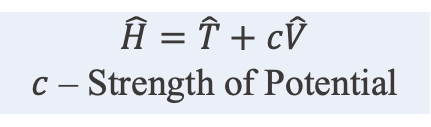 Ĥ = T̂ + cV̂
c – Strength of Potential